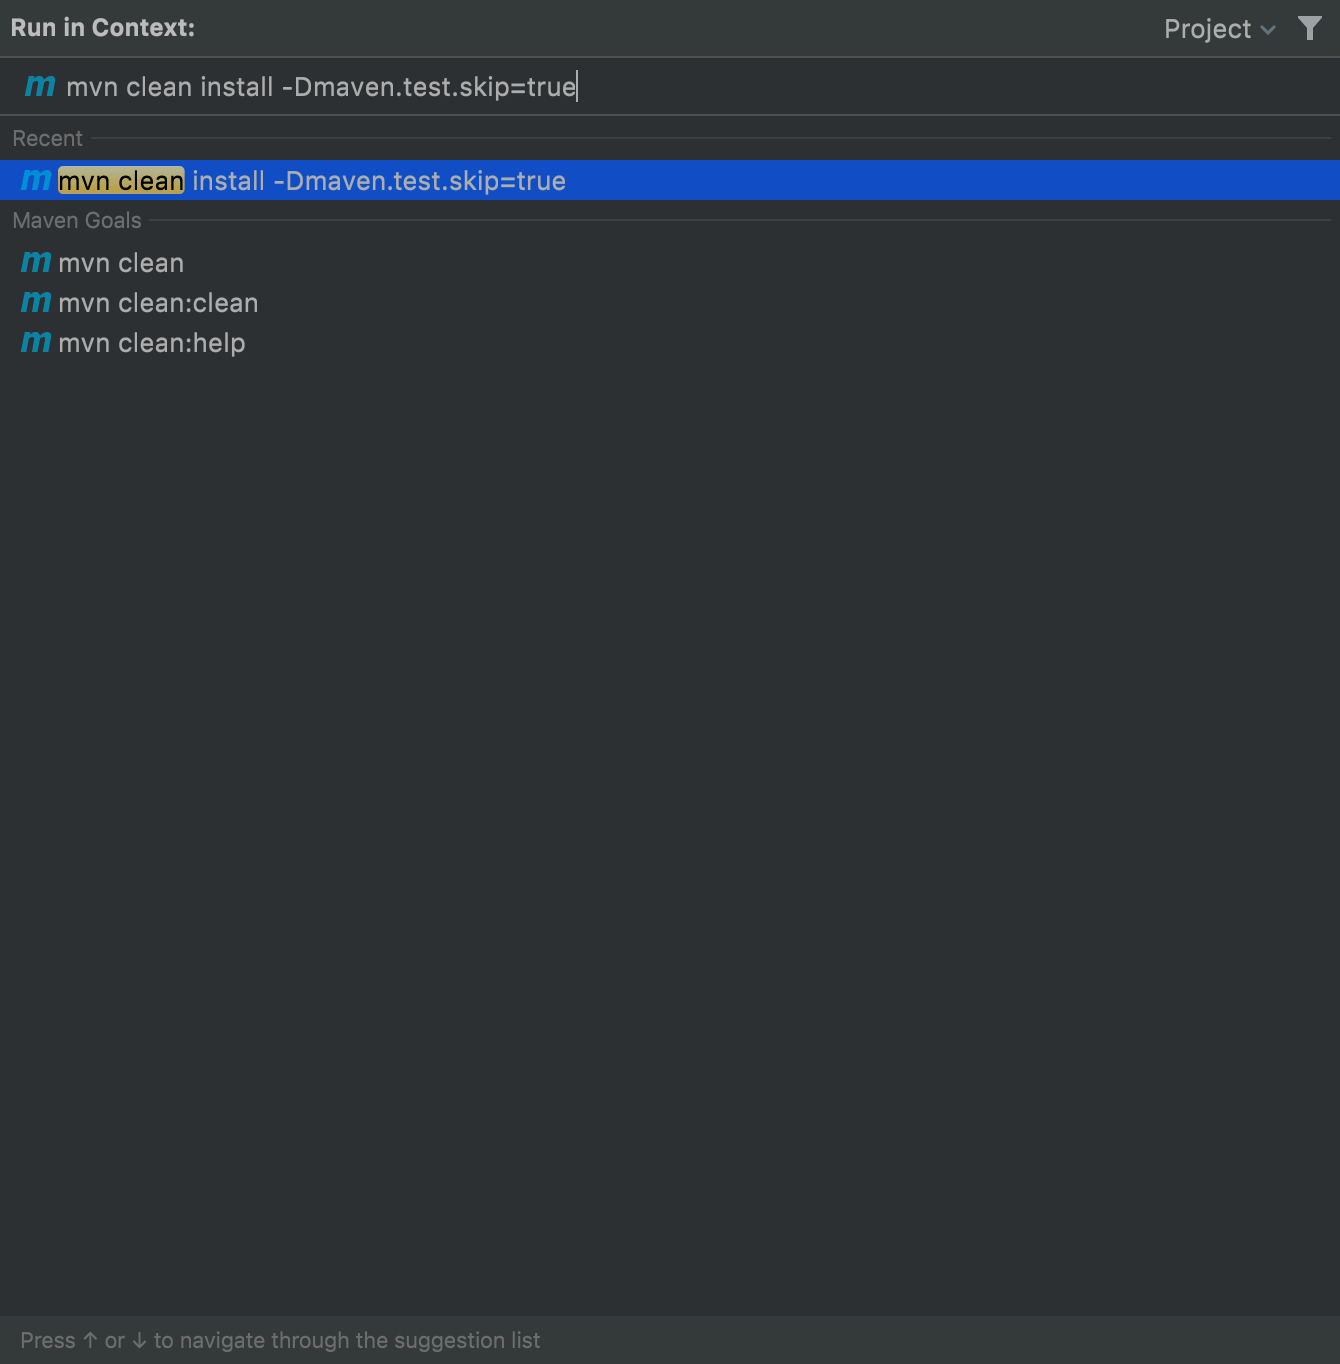 Run in Context:
Project
m mvn clean install -Dmaven.test.skip=true
Recent
m mvn clean install -Dmaven.test.skip=true
Maven Goals
m mvn clean
m mvn clean:clean
m mvn clean:help
Press ↑ or ↓ to navigate through the suggestion list